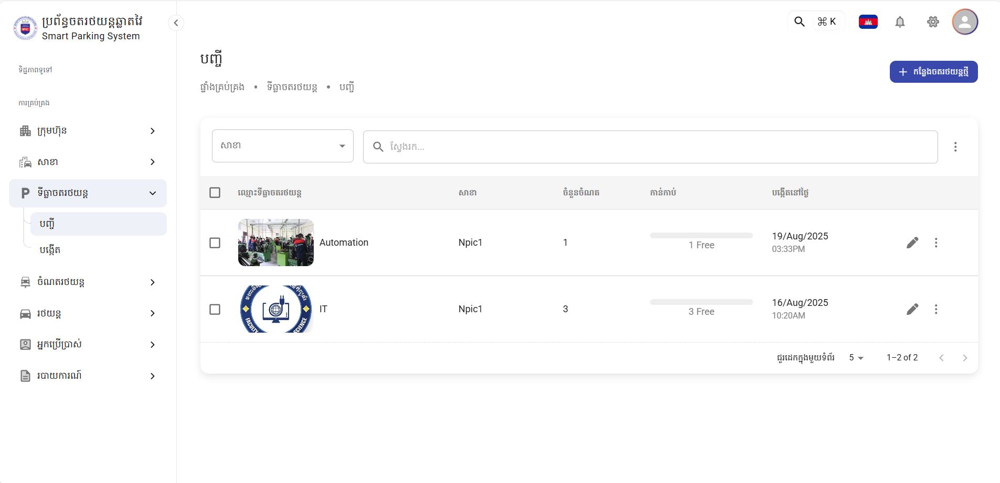 ប្រព័ន្ធចតរថយន្តឆ្លាតវៃ
Smart Parking System
⌘ K
ទិដ្ឋភាពទូទៅ
ការគ្រប់គ្រង
ក្រុមហ៊ុន
សាខា
ទីធ្លាចតរថយន្ត
បញ្ជី
បង្កើត
ចំណតរថយន្ត
រថយន្ត
អ្នកប្រើប្រាស់
របាយការណ៍
បញ្ជី
ផ្ទាំងគ្រប់គ្រង • ទីធ្លាចតរថយន្ត • បញ្ជី
+ កន្លែងចតរថយន្តថ្មី
សាខា
ស្វែងរក...
ឈ្មោះទីធ្លាចតរថយន្ត សាខា ចំនួនចំណត កាន់កាប់ បង្កើតនៅថ្ងៃ
Automation Npic1 1 1 Free 19/Aug/2025
03:33PM
FACULTY SCIENCE
IT Npic1 3 3 Free 16/Aug/2025
10:20AM
ជួរដេកក្នុងមួយទំព័រ 5 1–2 of 2